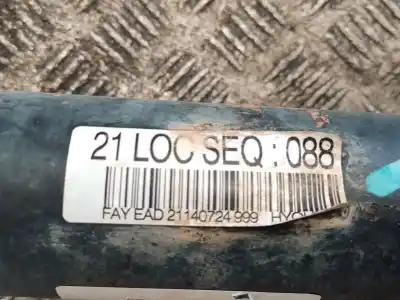 21 LOC SEQ : 088
FAY EAD 21140724 999